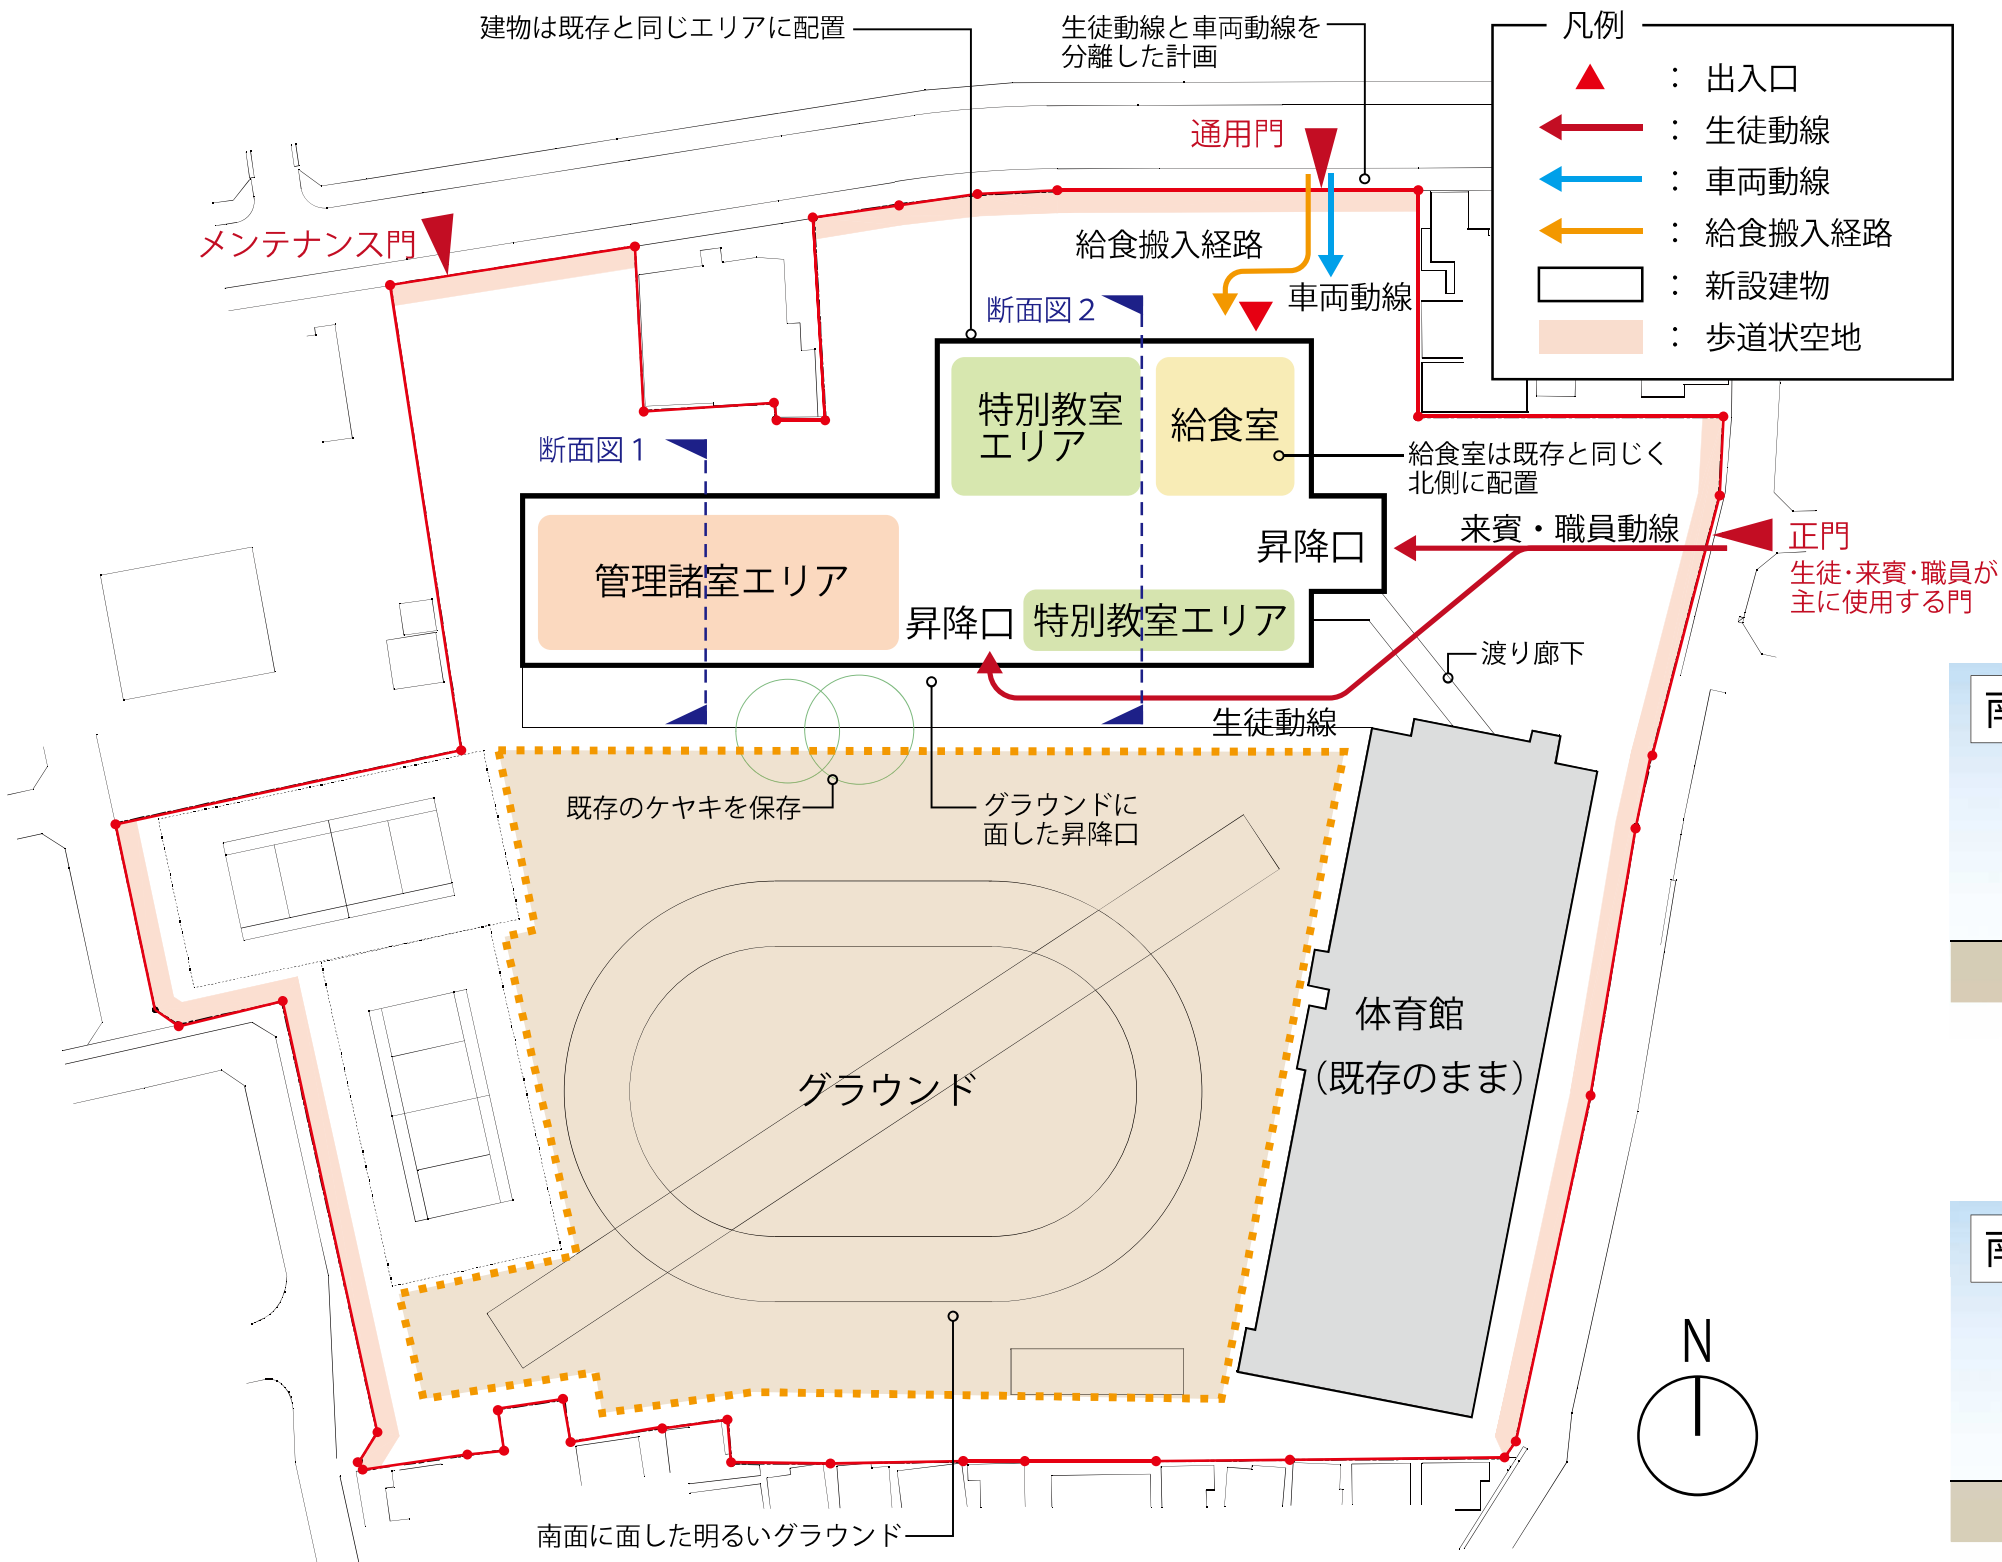 建物は既存と同じエリアに配置
生徒動線と車両動線を
分離した計画
凡例
： 出入口
： 生徒動線
： 車両動線
： 給食搬入経路
： 新設建物
： 歩道状空地
通用門
メンテナンス門
給食搬入経路
車両動線
断面図2
断面図1
特別教室
エリア
給食室
給食室は既存と同じく
北側に配置
来賓・職員動線
正門
生徒・来賓・職員が
主に使用する門
昇降口
管理諸室エリア
昇降口
特別教室エリア
渡り廊下
生徒動線
既存のケヤキを保存
グラウンドに
面した昇降口
体育館
（既存のまま）
グラウンド
N
南面に面した明るいグラウンド